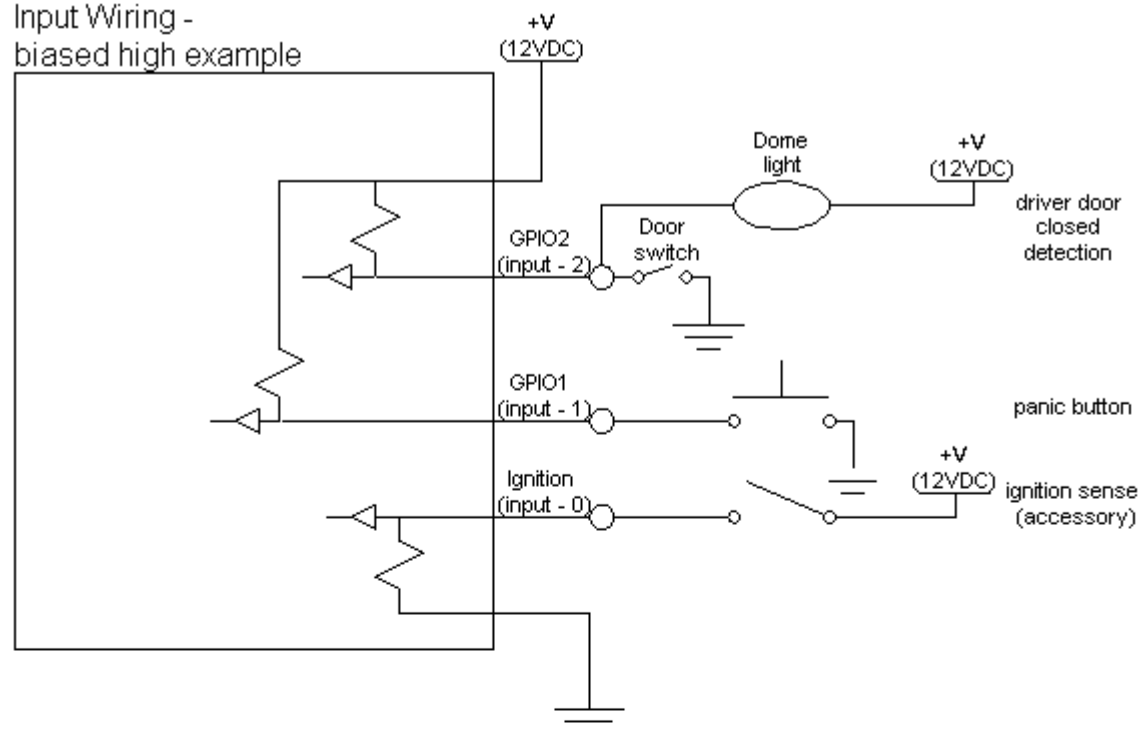 Input Wiring -
biased high example
+V
(12VDC)
Dome
light
+V
(12VDC)
driver door
closed
detection
GPIO2
(input - 2)
Door
switch
GPIO1
(input - 1)
panic button
Ignition
(input - 0)
+V
(12VDC)
ignition sense
(accessory)